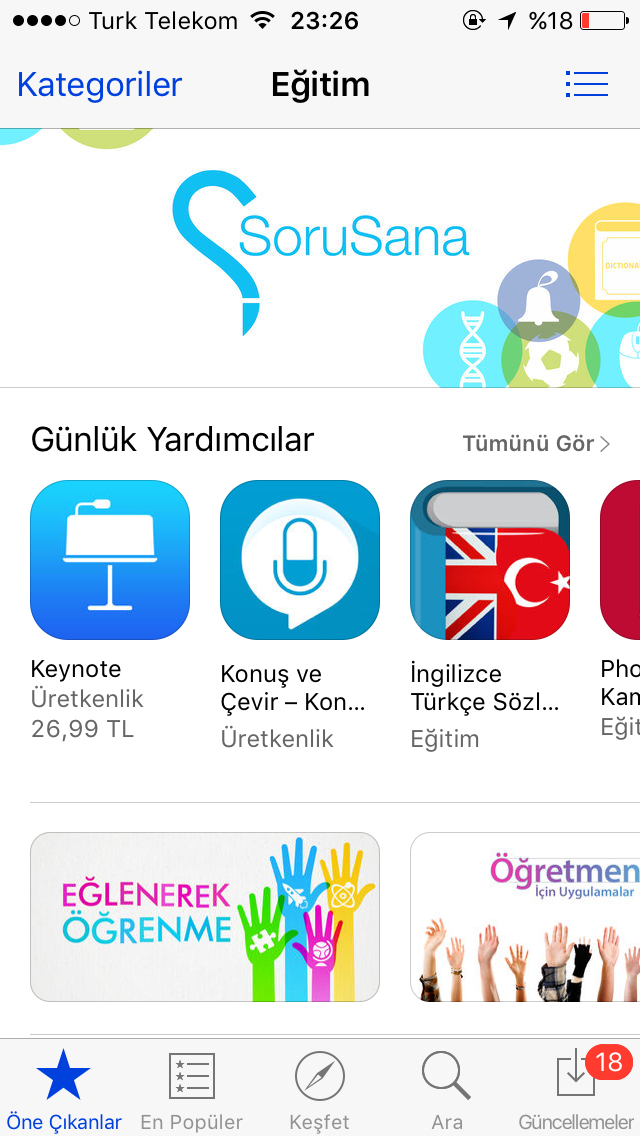 Turk Telekom 23:26 %18
Kategoriler Eğitim
SoruSana
DICTIONA
Günlük Yardımcılar Tümünü Gör
Keynote
Üretkenlik
26,99 TL
Konuş ve
Çevir – Kon...
Üretkenlik
İngilizce
Türkçe Sözl...
Eğitim
Pho
Kam
Eğit
EĞLENEREK
ÖĞRENME
Öğretmen
İçin Uygulamalar
Öne Çıkanlar En Popüler Keşfet Ara 18 Güncellemeler